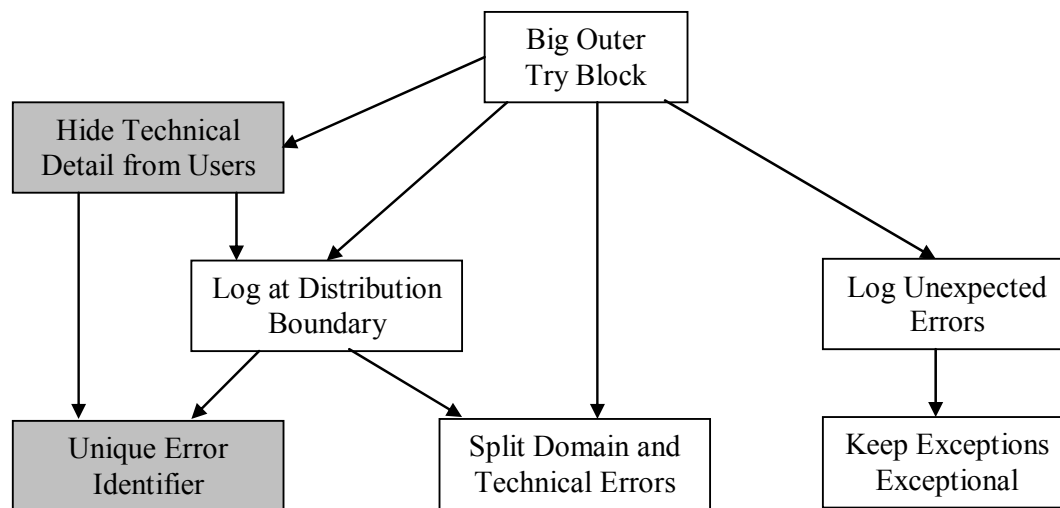 Big Outer
Try Block
Hide Technical
Detail from Users
Log at Distribution
Boundary
Log Unexpected
Errors
Unique Error
Identifier
Split Domain and
Technical Errors
Keep Exceptions
Exceptional